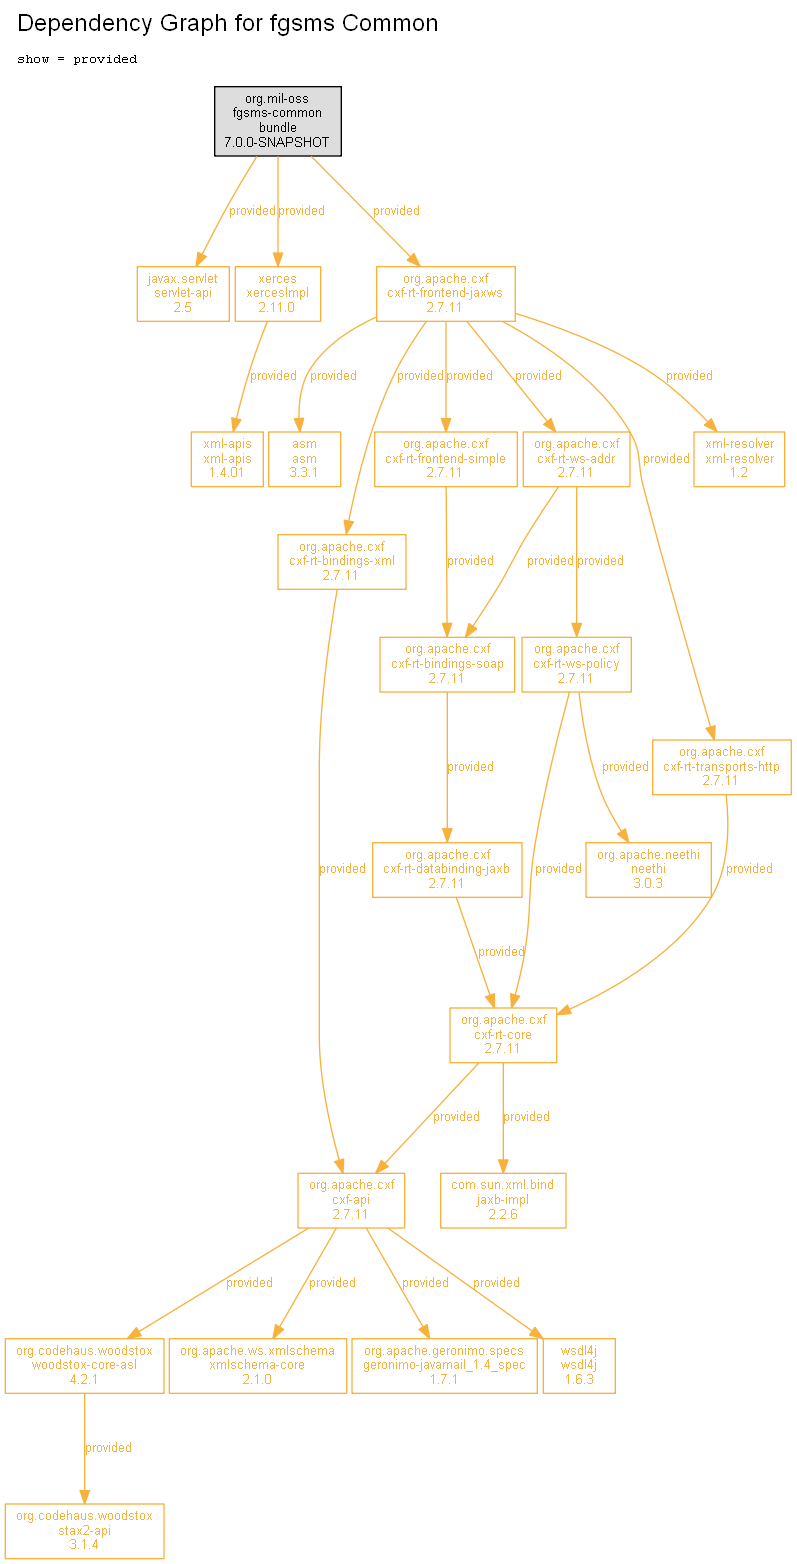 Dependency Graph for fgsms Common
show = provided
org.mil-oss
fgsms-common
bundle
7.0.0-SNAPSHOT
provided
provided
provided
javax.servlet
servlet-api
2.5
xerces
xercesImpl
2.11.0
org.apache.cxf
cxf-rt-frontend-jaxws
2.7.11
provided
provided
provided
provided
provided
provided
provided
xml-apis
xml-apis
1.4.01
asm
asm
3.3.1
org.apache.cxf
cxf-rt-frontend-simple
2.7.11
org.apache.cxf
cxf-rt-ws-addr
2.7.11
provided
xml-resolver
xml-resolver
1.2
org.apache.cxf
cxf-rt-bindings-xml
2.7.11
provided
provided
provided
org.apache.cxf
cxf-rt-bindings-soap
2.7.11
org.apache.cxf
cxf-rt-ws-policy
2.7.11
provided
provided
org.apache.cxf
cxf-rt-transports-http
2.7.11
provided
org.apache.cxf
cxf-rt-databinding-jaxb
2.7.11
provided
org.apache.neethi
neethi
3.0.3
provided
provided
org.apache.cxf
cxf-rt-core
2.7.11
provided
provided
org.apache.cxf
cxf-api
2.7.11
com.sun.xml.bind
jaxb-impl
2.2.6
provided
provided
provided
provided
org.codehaus.woodstox
woodstox-core-asl
4.2.1
org.apache.ws.xmlschema
xmlschema-core
2.1.0
org.apache.geronimo.specs
geronimo-javamail_1.4_spec
1.7.1
wsdl4j
wsdl4j
1.6.3
provided
org.codehaus.woodstox
stax2-api
3.1.4